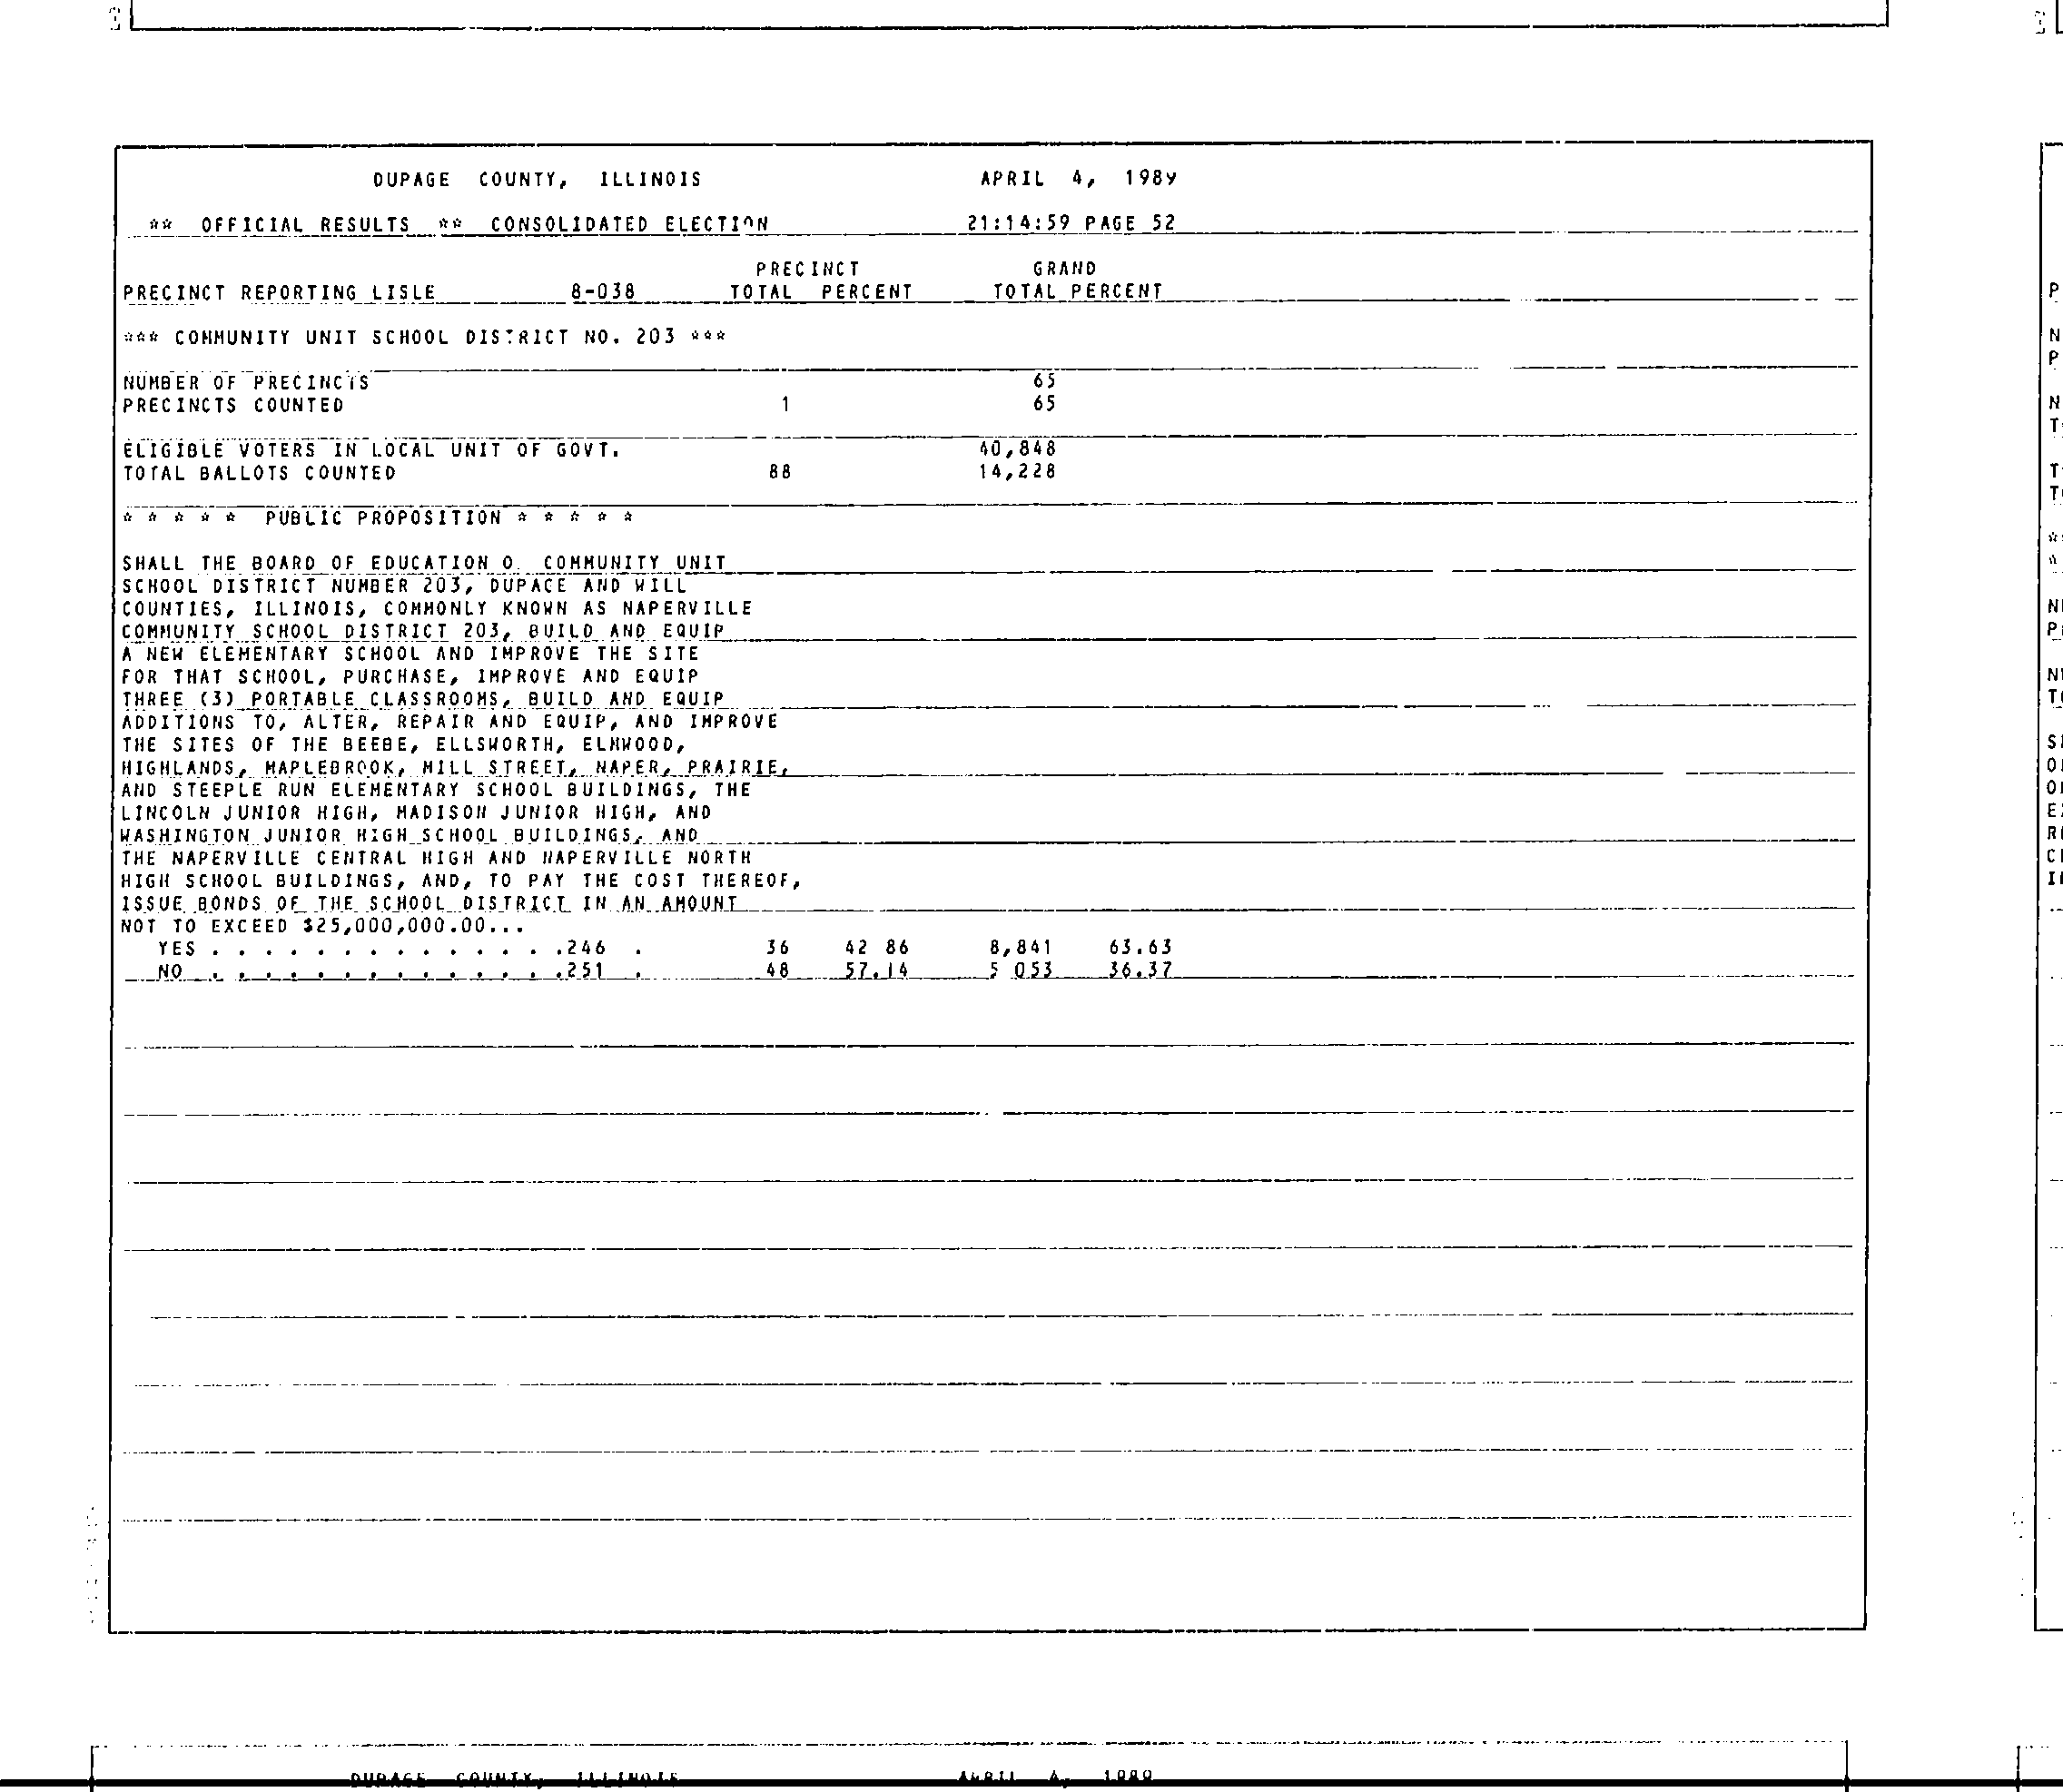 DUPAGE COUNTY, ILLINOIS APRIL 4, 1989
** OFFICIAL RESULTS ** CONSOLIDATED ELECTION 21:14:59 PAGE 52
PRECINCT GRAND
PRECINCT REPORTING LISLE 8-038 TOTAL PERCENT TOTAL PERCENT
*** COMMUNITY UNIT SCHOOL DISTRICT NO. 203 ***
NUMBER OF PRECINCTS 65
PRECINCTS COUNTED 1 65
ELIGIBLE VOTERS IN LOCAL UNIT OF GOVT. 40,848
TOTAL BALLOTS COUNTED 88 14,228
* * * * * PUBLIC PROPOSITION * * * * *
SHALL THE BOARD OF EDUCATION O. COMMUNITY UNIT
SCHOOL DISTRICT NUMBER 203, DUPAGE AND WILL
COUNTIES, ILLINOIS, COMMONLY KNOWN AS NAPERVILLE
COMMUNITY SCHOOL DISTRICT 203, BUILD AND EQUIP
A NEW ELEMENTARY SCHOOL AND IMPROVE THE SITE
FOR THAT SCHOOL, PURCHASE, IMPROVE AND EQUIP
THREE (3) PORTABLE CLASSROOMS, BUILD AND EQUIP
ADDITIONS TO, ALTER, REPAIR AND EQUIP, AND IMPROVE
THE SITES OF THE BEEBE, ELLSWORTH, ELMWOOD,
HIGHLANDS, MAPLEBROOK, MILL STREET, NAPER, PRAIRIE,
AND STEEPLE RUN ELEMENTARY SCHOOL BUILDINGS, THE
LINCOLN JUNIOR HIGH, MADISON JUNIOR HIGH, AND
WASHINGTON JUNIOR HIGH SCHOOL BUILDINGS, AND
THE NAPERVILLE CENTRAL HIGH AND NAPERVILLE NORTH
HIGH SCHOOL BUILDINGS, AND, TO PAY THE COST THEREOF,
ISSUE BONDS OF THE SCHOOL DISTRICT IN AN AMOUNT
NOT TO EXCEED $25,000,000.00...
YES . . . . . . . . . . . . . .246 . 36 42 86 8,841 63.63
NO . . . . . . . . . . . . . .251 . 48 57.14 5 053 36.37
DUPAGE COUNTY, ILLINOIS APRIL 4, 1989